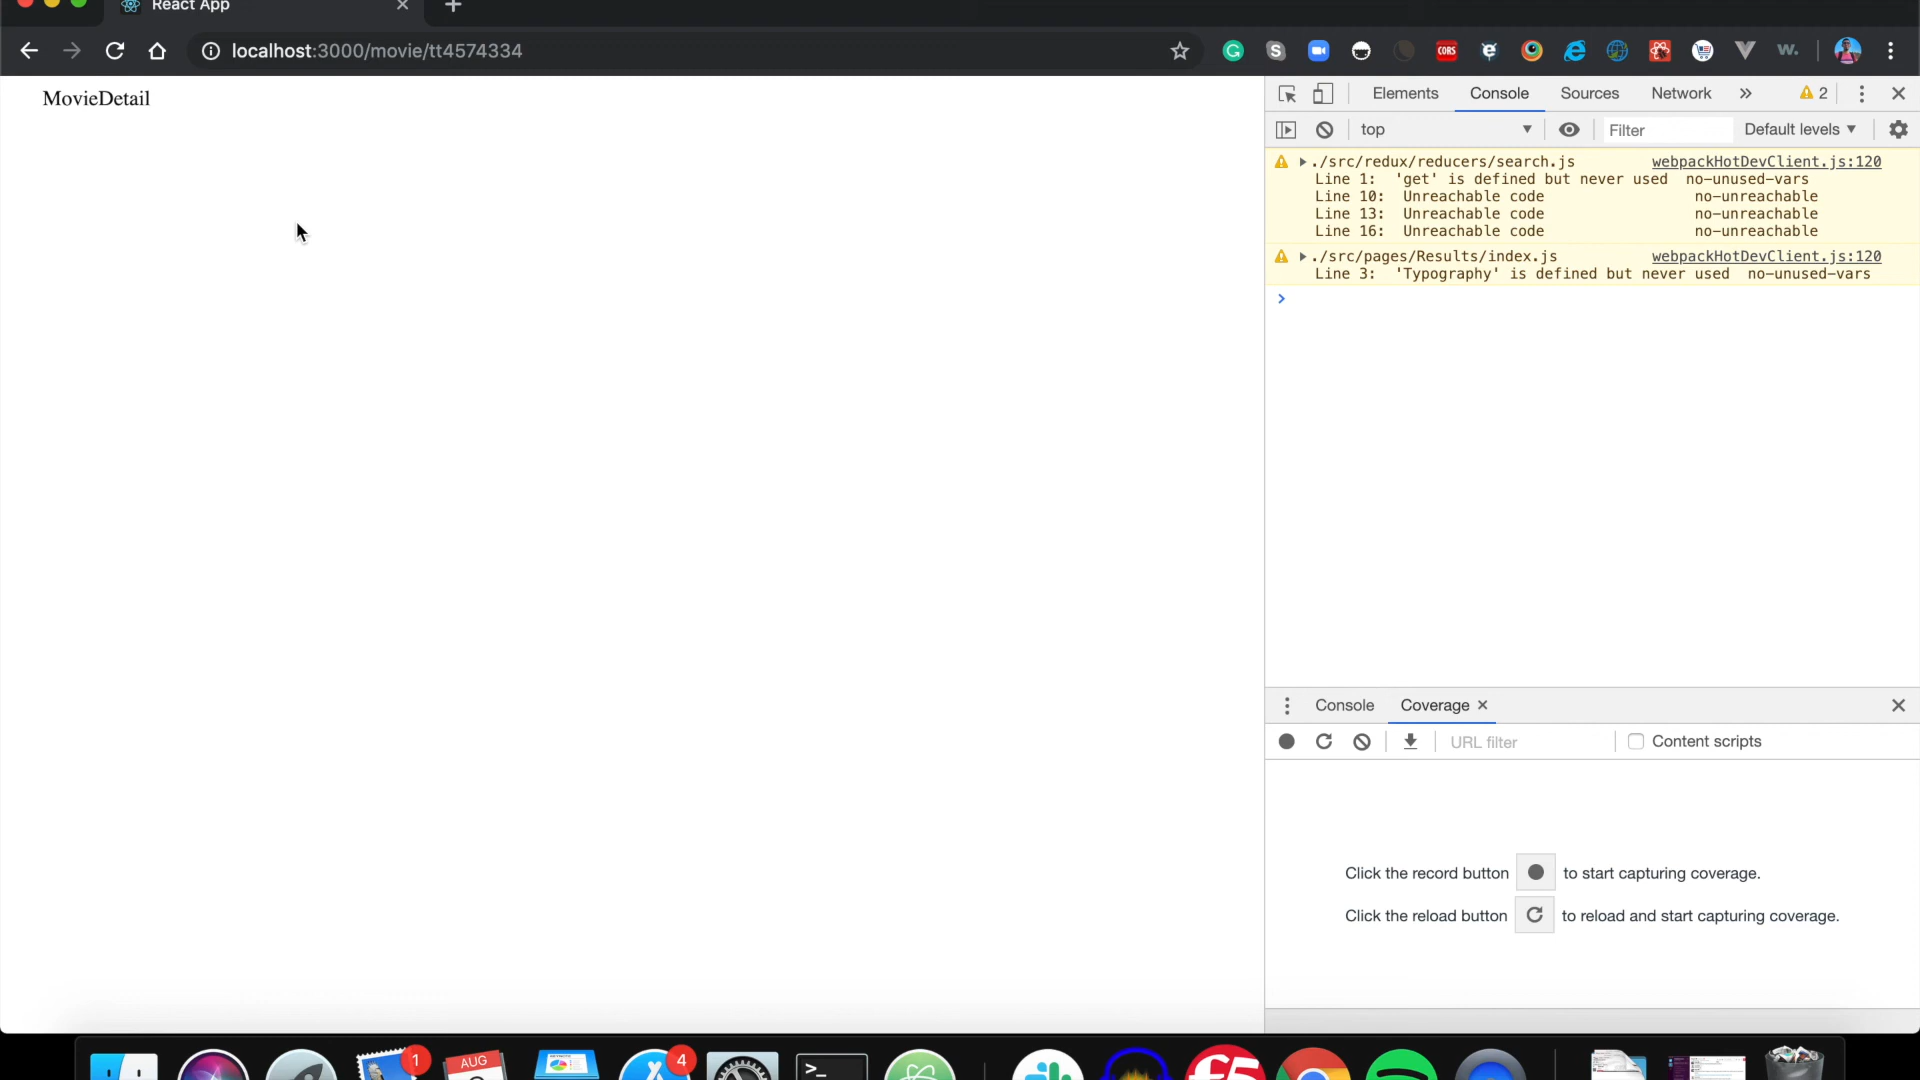 React App
localhost:3000/movie/tt4574334
CORS
w.
MovieDetail
Elements Console Sources Network » 2
top Filter Default levels
./src/redux/reducers/search.js webpackHotDevClient.js:120
Line 1: 'get' is defined but never used no-unused-vars
Line 10: Unreachable code no-unreachable
Line 13: Unreachable code no-unreachable
Line 16: Unreachable code no-unreachable
./src/pages/Results/index.js webpackHotDevClient.js:120
Line 3: 'Typography' is defined but never used no-unused-vars
>
Console Coverage
URL filter Content scripts
Click the record button to start capturing coverage.
Click the reload button to reload and start capturing coverage.
1 AUG 4 >_ f5